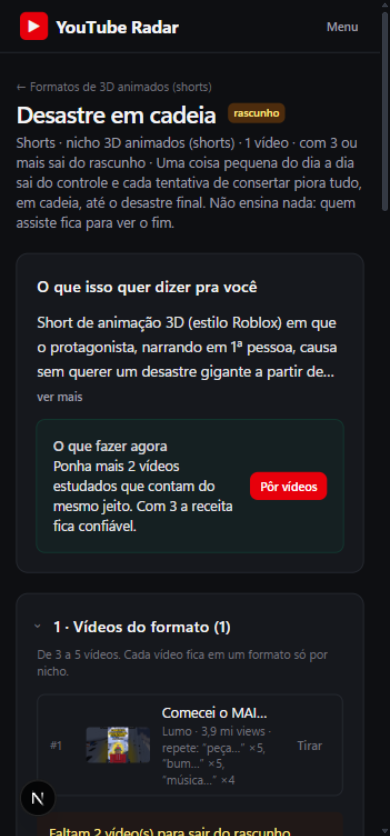 YouTube Radar
Menu
← Formatos de 3D animados (shorts)
Desastre em cadeia
rascunho
Shorts · nicho 3D animados (shorts) · 1 vídeo · com 3 ou
mais sai do rascunho · Uma coisa pequena do dia a dia
sai do controle e cada tentativa de consertar piora tudo,
em cadeia, até o desastre final. Não ensina nada: quem
assiste fica para ver o fim.
O que isso quer dizer pra você
Short de animação 3D (estilo Roblox) em que
o protagonista, narrando em 1ª pessoa, causa
sem querer um desastre gigante a partir de…
ver mais
O que fazer agora
Ponha mais 2 vídeos
estudados que contam do
mesmo jeito. Com 3 a receita
fica confiável.
Pôr vídeos
1 · Vídeos do formato (1)
De 3 a 5 vídeos. Cada vídeo fica em um formato só por
nicho.
#1
Comecei o MAI…
Lumo · 3,9 mi views ·
repete: “peça…” ×5,
“bum…” ×5,
“música…” ×4
Tirar
N
Faltam 2 vídeo(s) para sair do rascunho